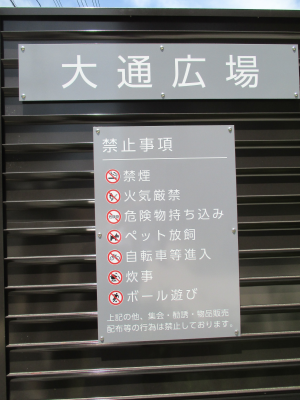 大通広場
禁止事項
禁煙
火気厳禁
危険物持ち込み
ペット放飼
自転車等進入
炊事
ボール遊び
上記の他、集会・勧誘・物品販売
配布等の行為は禁止しております。